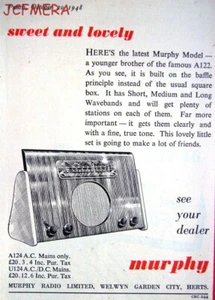 JCFMERA
sweet and lovely
HERE'S the latest Murphy Model —
a younger brother of the famous A122.
As you see, it is built on the baffle
principle instead of the usual square
box. It has Short, Medium and Long
Wavebands and will get plenty of
stations on each of them. Far more
important — it gets them clearly and
with a fine, true tone. This lovely little
set is going to make a lot of friends.
see
your
dealer
A124 A.C. Mains only.
£20.3.4 Inc. Pur. Tax
U124 A.C./D.C. Mains.
£20.12.6 Inc. Pur. Tax
murphy
MURPHY RADIO LIMITED, WELWYN GARDEN CITY, HERTS.